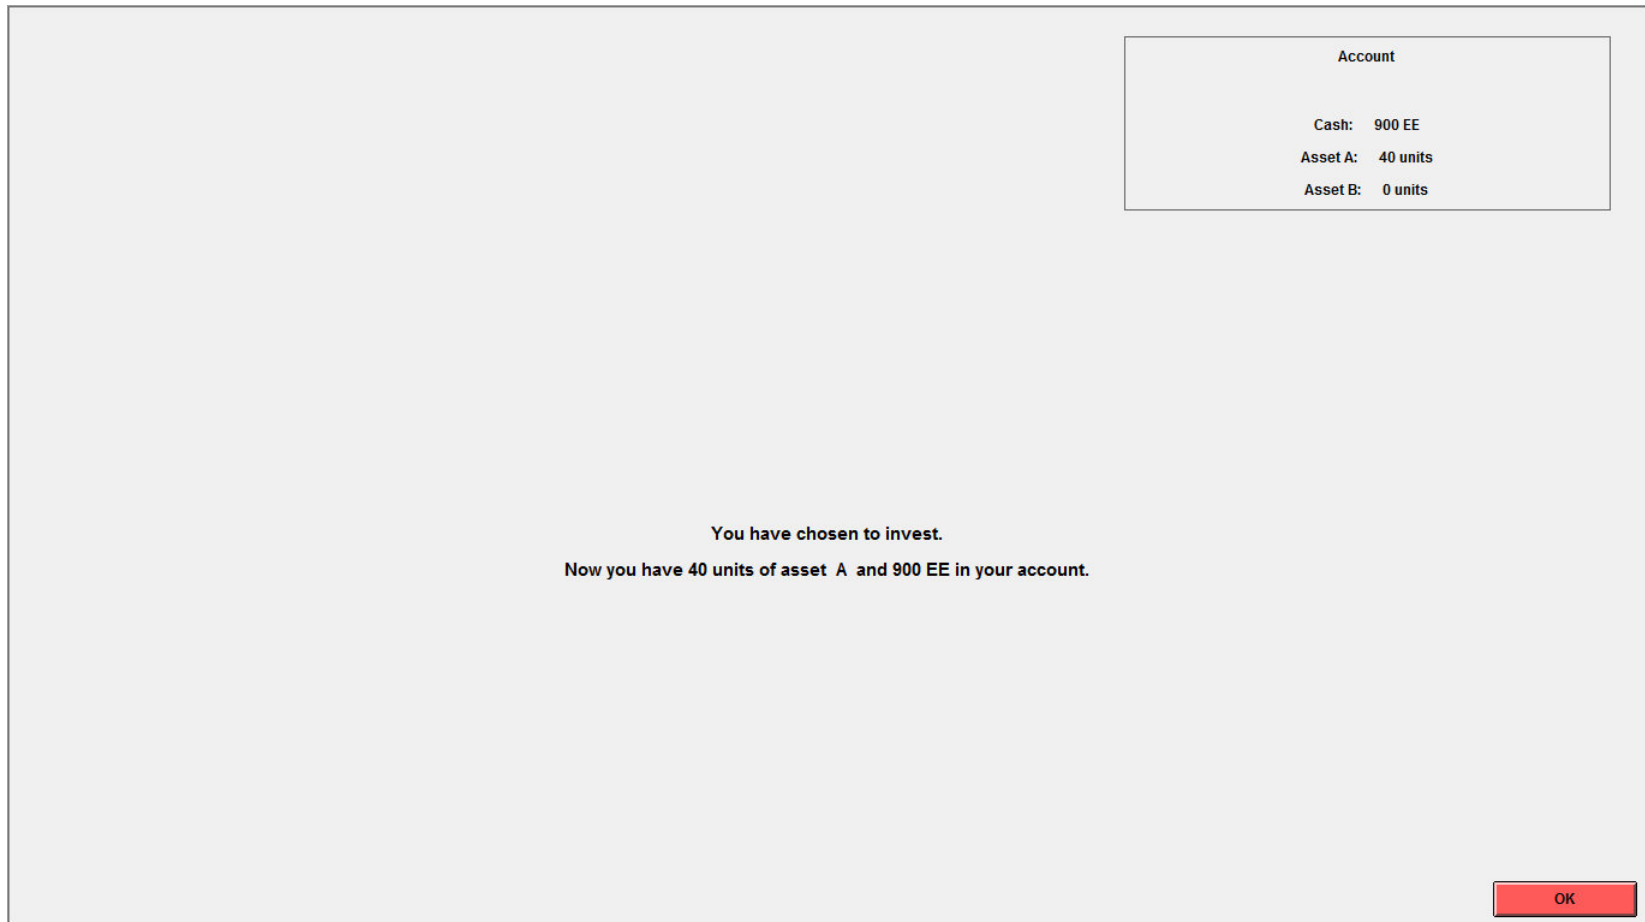 Account
Cash: 900 EE
Asset A: 40 units
Asset B: 0 units
You have chosen to invest.
Now you have 40 units of asset A and 900 EE in your account.
OK